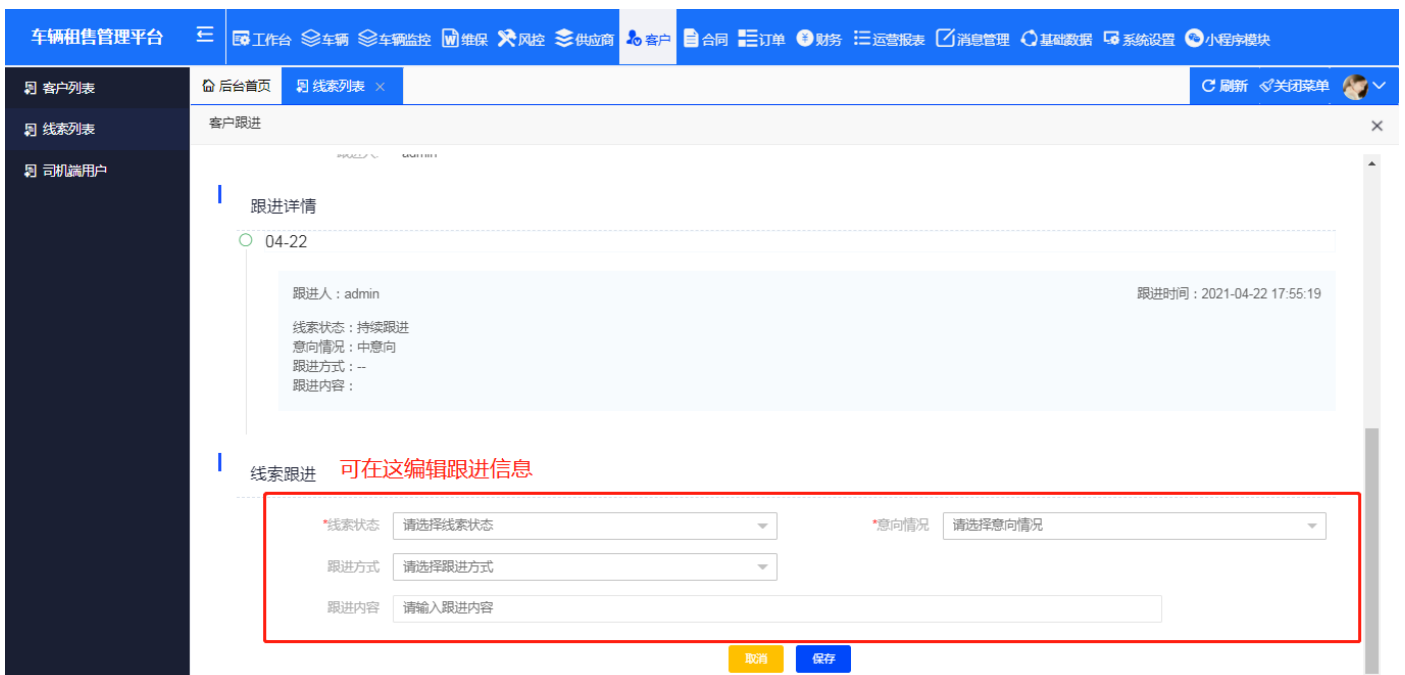 车辆租售管理平台
工作台 车辆 车辆监控 维保 风控 供应商 客户 合同 订单 财务 运营报表 消息管理 基础数据 系统设置 小程序模块
客户列表
线索列表
司机端用户
后台首页 线索列表 × 刷新 关闭菜单
客户跟进 ×
跟进人: admin
跟进详情
04-22
跟进人：admin 跟进时间：2021-04-22 17:55:19
线索状态：持续跟进
意向情况：中意向
跟进方式：--
跟进内容：
线索跟进 可在这编辑跟进信息
*线索状态 请选择线索状态 *意向情况 请选择意向情况
跟进方式 请选择跟进方式
跟进内容 请输入跟进内容
取消 保存